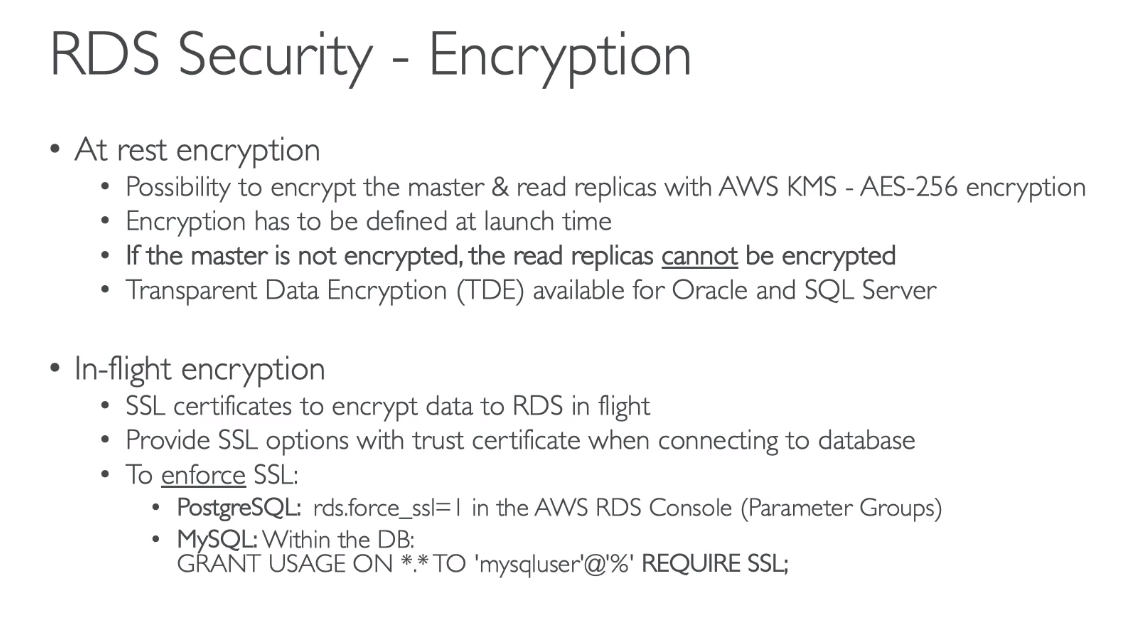 RDS Security - Encryption
• At rest encryption
• Possibility to encrypt the master & read replicas with AWS KMS - AES-256 encryption
• Encryption has to be defined at launch time
• If the master is not encrypted, the read replicas cannot be encrypted
• Transparent Data Encryption (TDE) available for Oracle and SQL Server
• In-flight encryption
• SSL certificates to encrypt data to RDS in flight
• Provide SSL options with trust certificate when connecting to database
• To enforce SSL:
• PostgreSQL: rds.force_ssl=1 in the AWS RDS Console (Parameter Groups)
• MySQL: Within the DB:
GRANT USAGE ON *.* TO 'mysqluser'@'%' REQUIRE SSL;